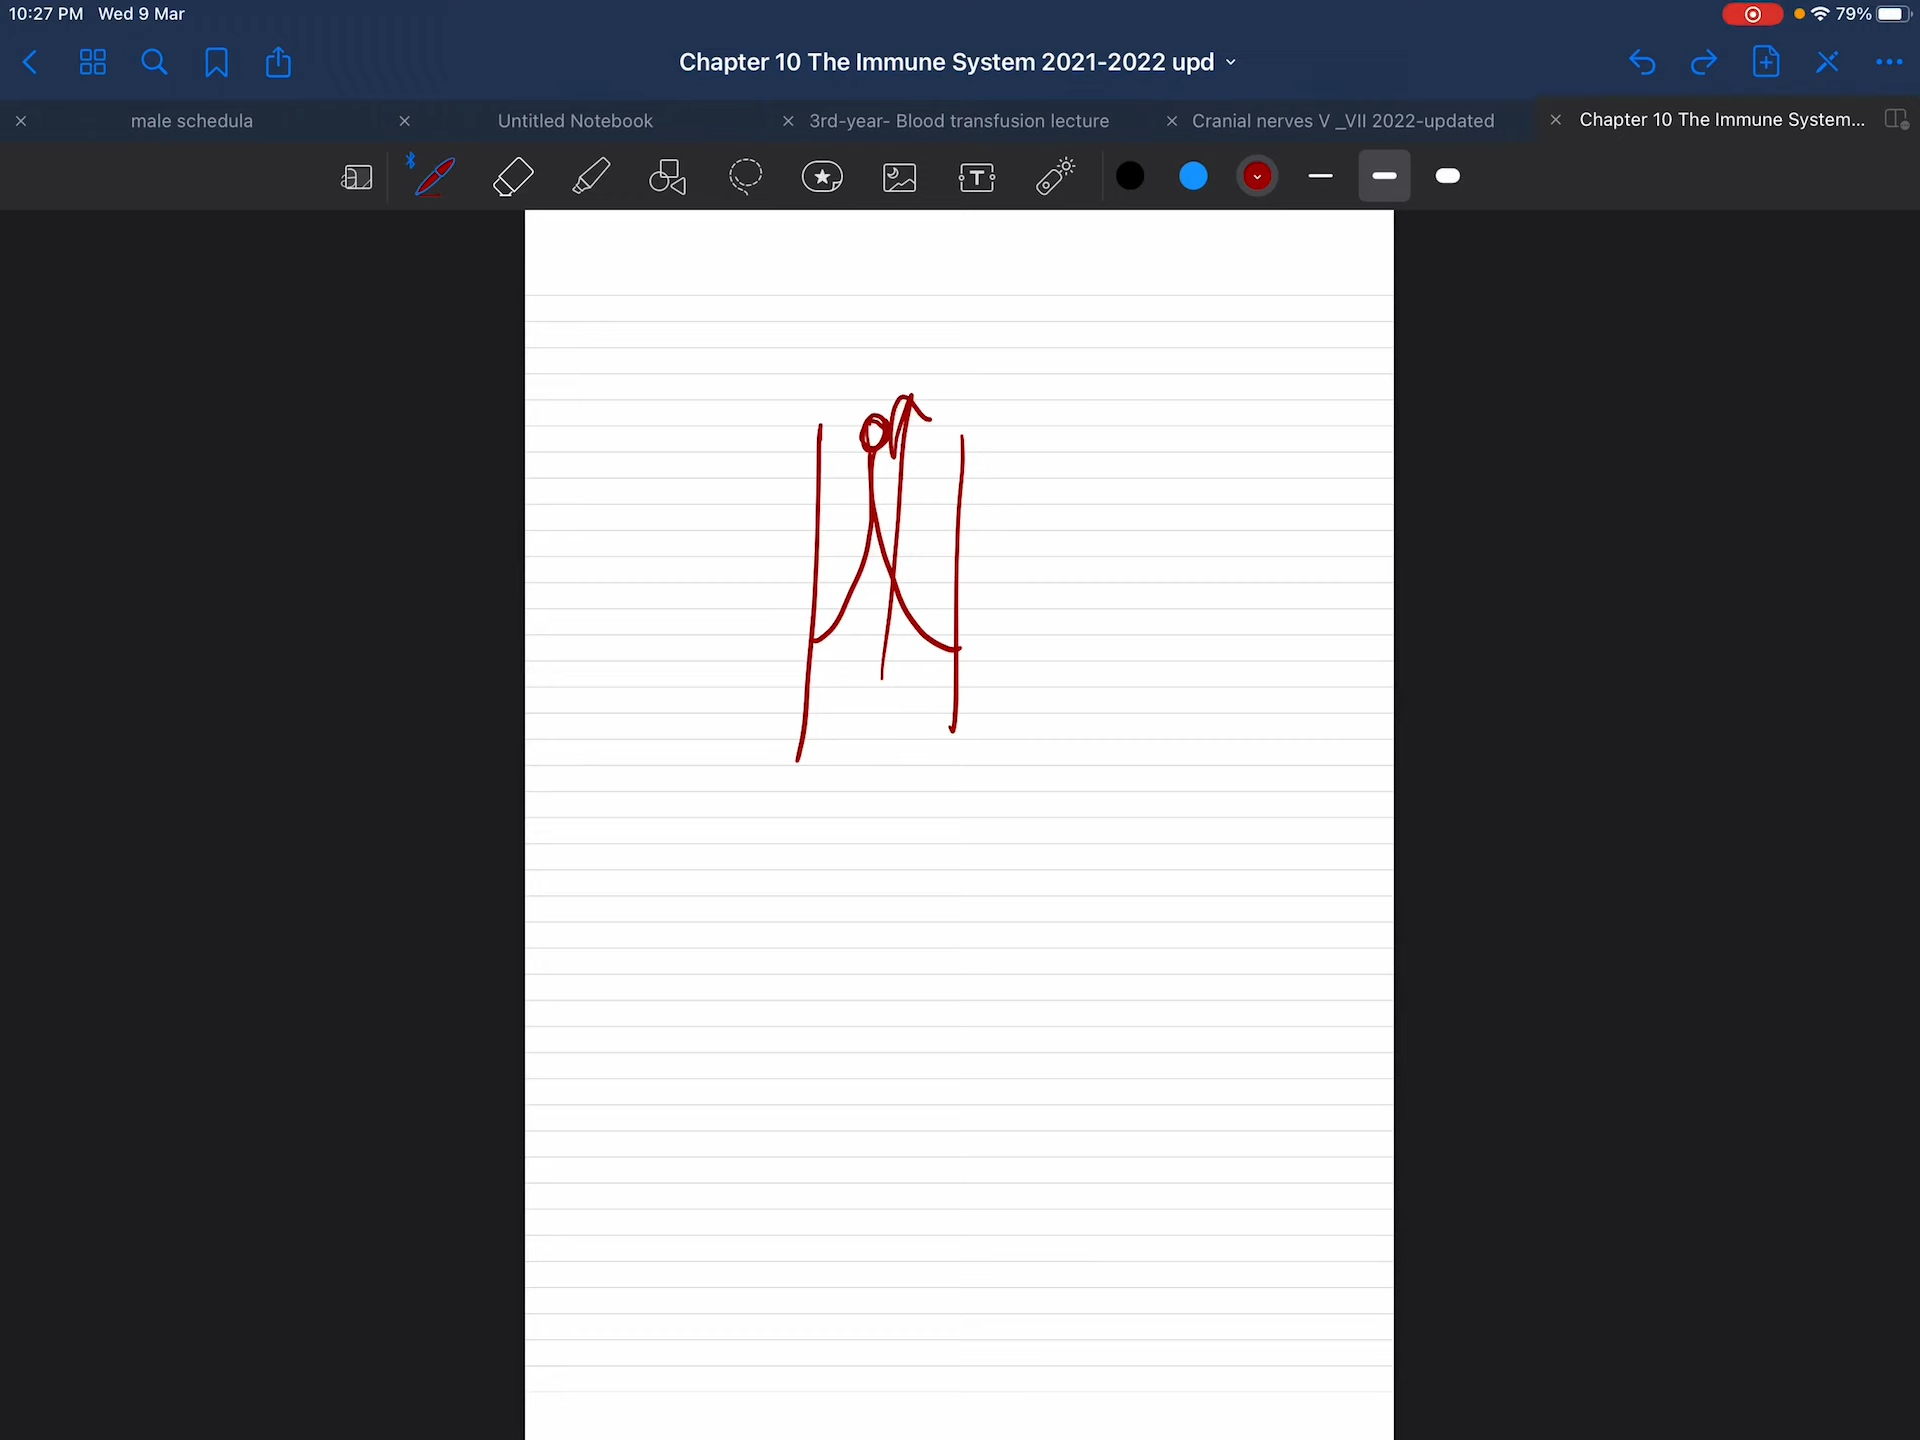 10:27 PM Wed 9 Mar 79%
Chapter 10 The Immune System 2021-2022 upd
male schedula
Untitled Notebook
3rd-year- Blood transfusion lecture
Cranial nerves V _VII 2022-updated
Chapter 10 The Immune System...